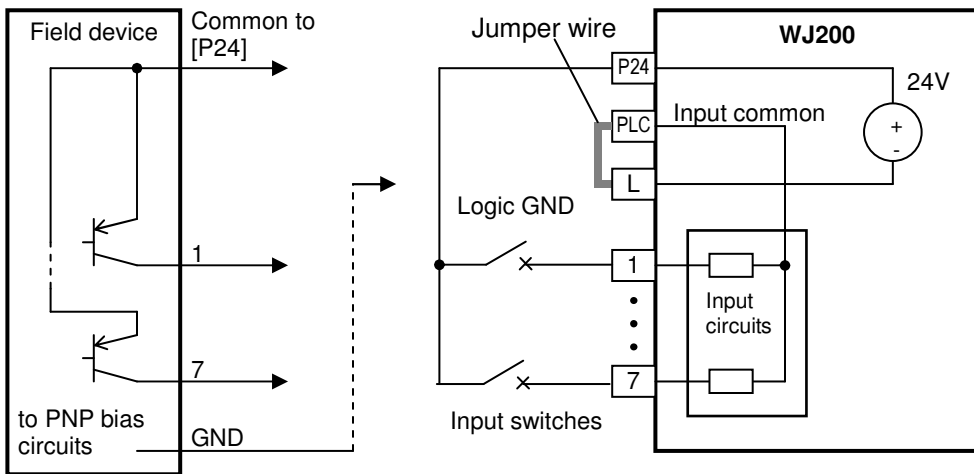 Field device
Common to
[P24]
1
7
to PNP bias
circuits
GND
Jumper wire
WJ200
P24
24V
PLC
Input common
+
-
L
Logic GND
1
Input
circuits
7
Input switches